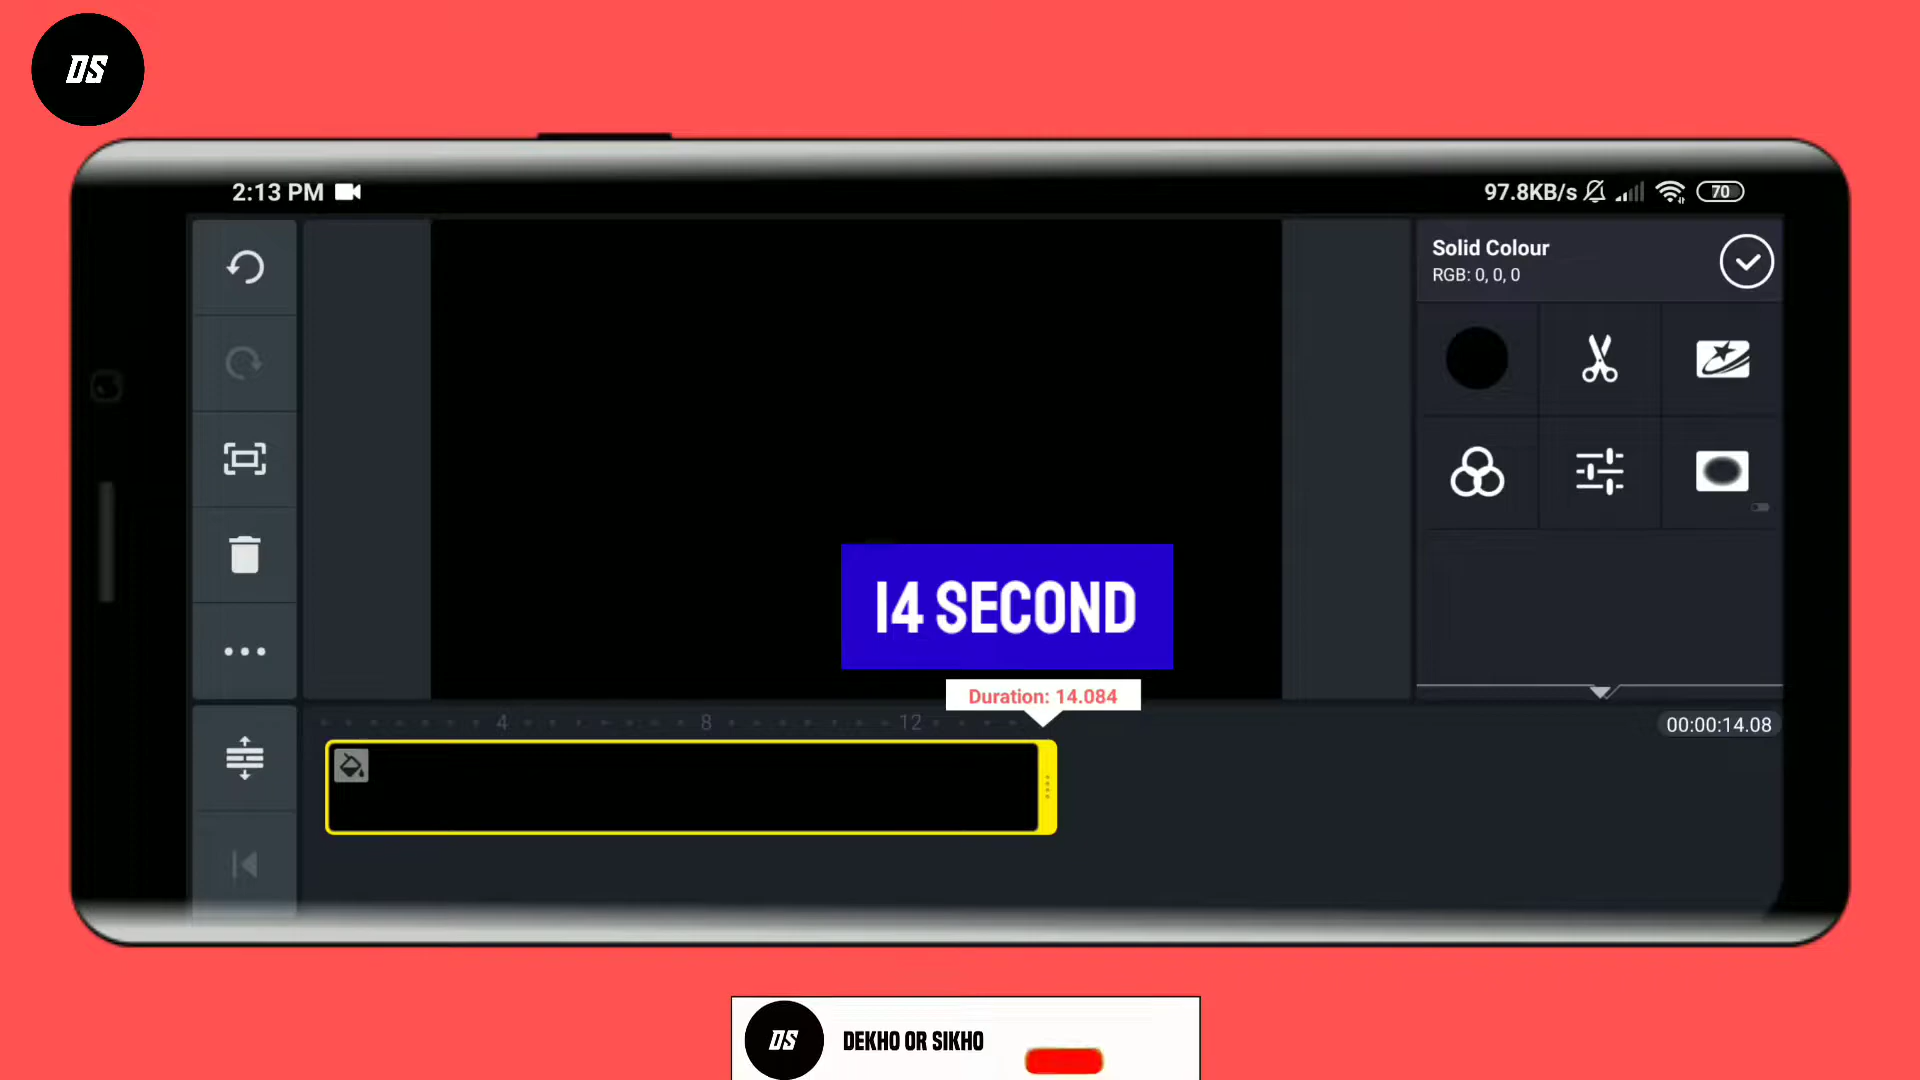 DS
2:13 PM
97.8KB/s
70
Solid Colour
RGB: 0, 0, 0
14 SECOND
Duration: 14.084
4 8 12
00:00:14.08
DS
DEKHO OR SIKHO